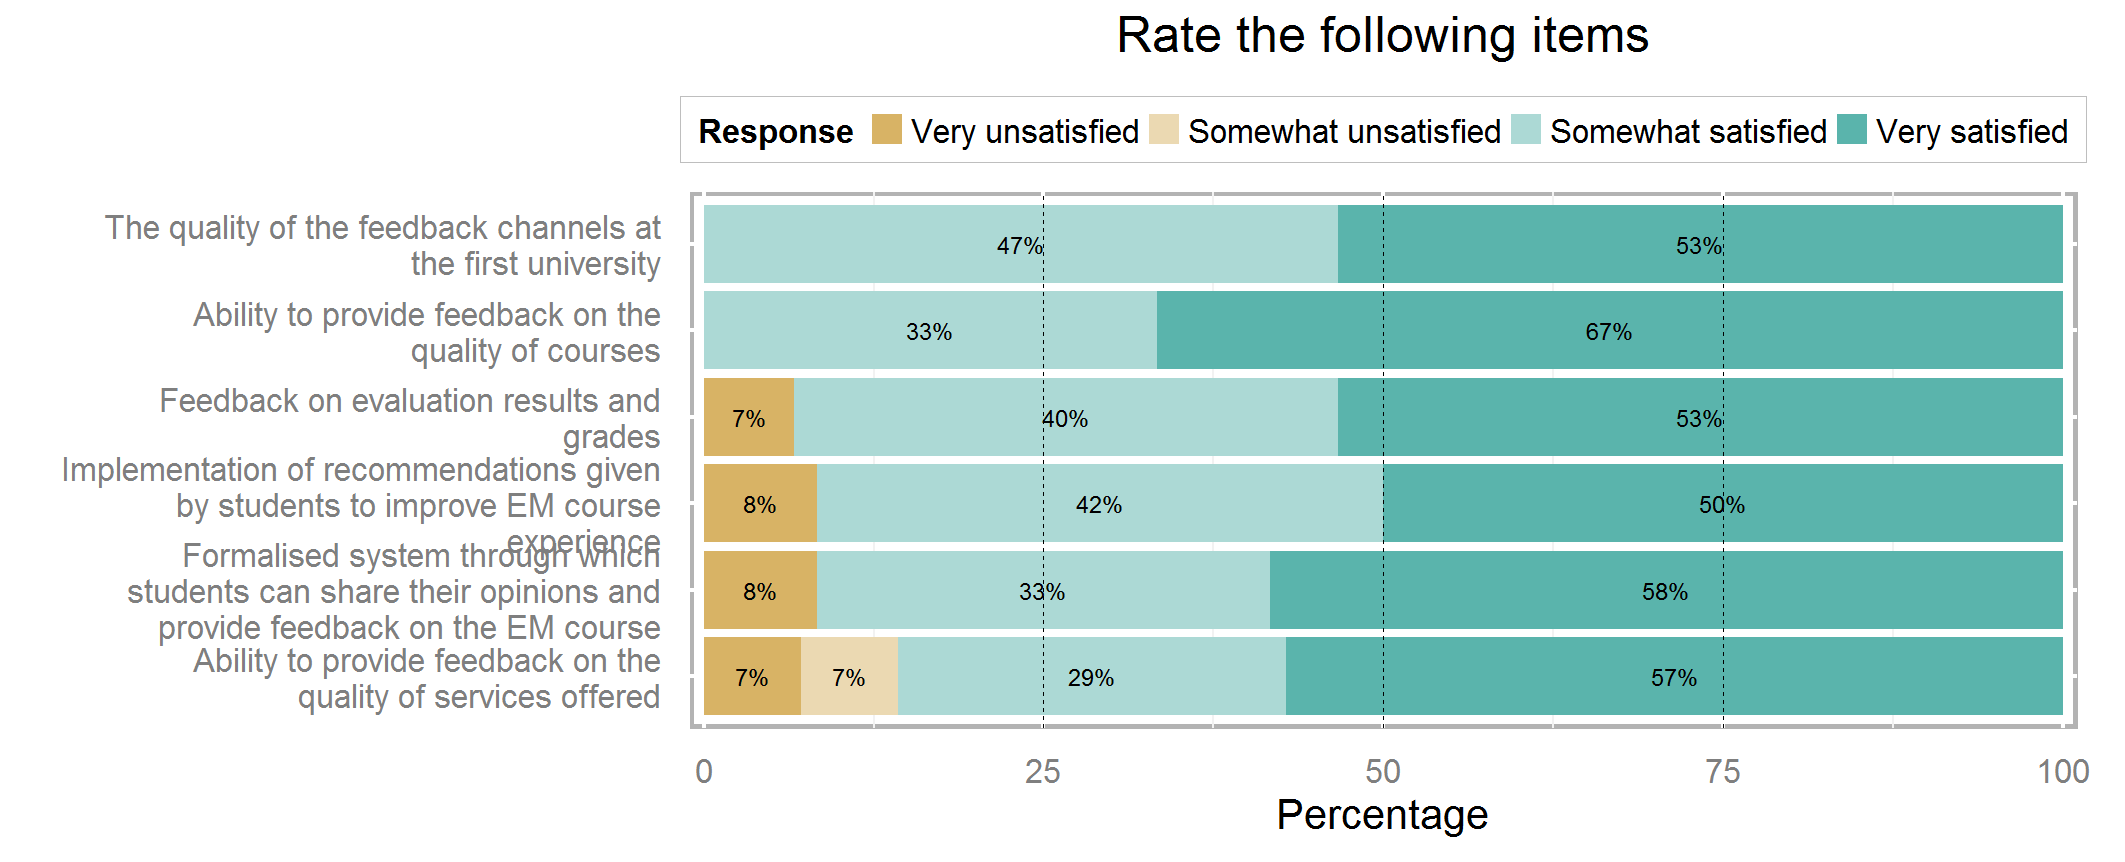 Rate the following items
Response Very unsatisfied Somewhat unsatisfied Somewhat satisfied Very satisfied
The quality of the feedback channels at
the first university
47% 53%
Ability to provide feedback on the
quality of courses
33% 67%
Feedback on evaluation results and
grades
7% 40% 53%
Implementation of recommendations given
by students to improve EM course
experience
8% 42% 50%
Formalised system through which
students can share their opinions and
provide feedback on the EM course
8% 33% 58%
Ability to provide feedback on the
quality of services offered
7% 7% 29% 57%
0 25 50 75 100
Percentage